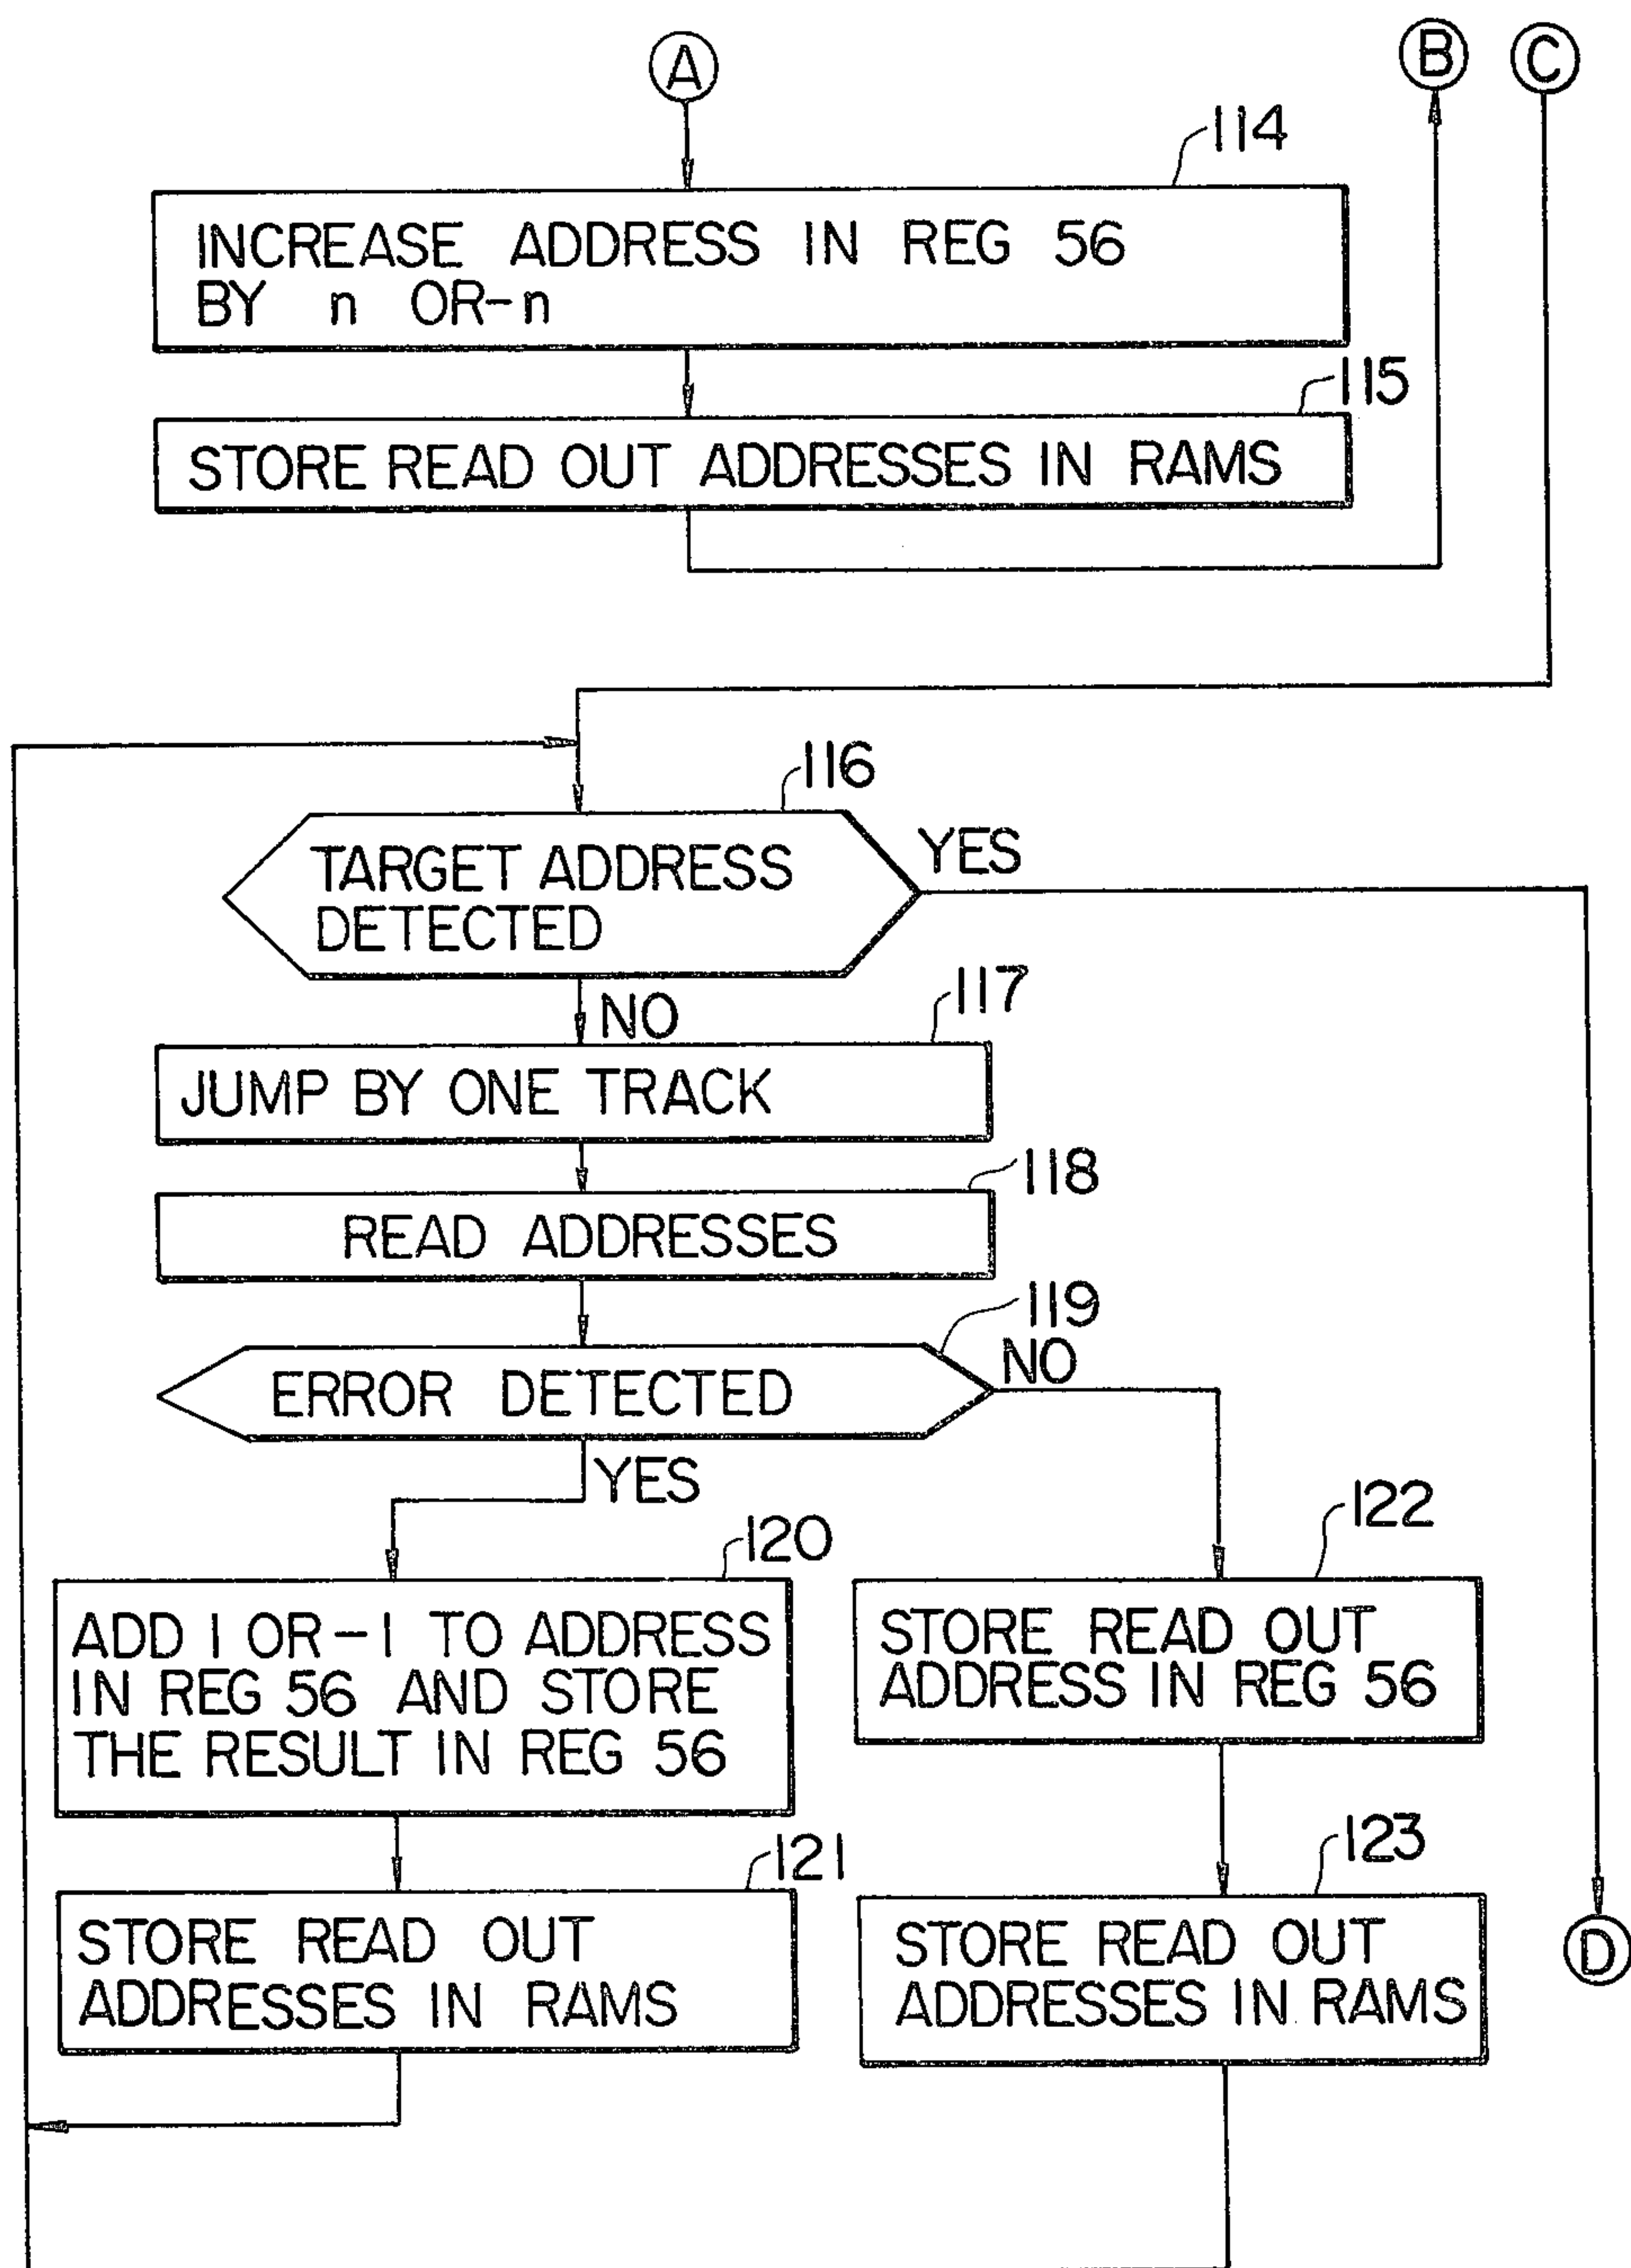 A
B
C
114
INCREASE ADDRESS IN REG 56
BY n OR-n
115
STORE READ OUT ADDRESSES IN RAMS
116
TARGET ADDRESS
DETECTED
YES
NO
117
JUMP BY ONE TRACK
118
READ ADDRESSES
119
ERROR DETECTED
NO
YES
120
ADD 1 OR-1 TO ADDRESS
IN REG 56 AND STORE
THE RESULT IN REG 56
122
STORE READ OUT
ADDRESS IN REG 56
121
STORE READ OUT
ADDRESSES IN RAMS
123
STORE READ OUT
ADDRESSES IN RAMS
D